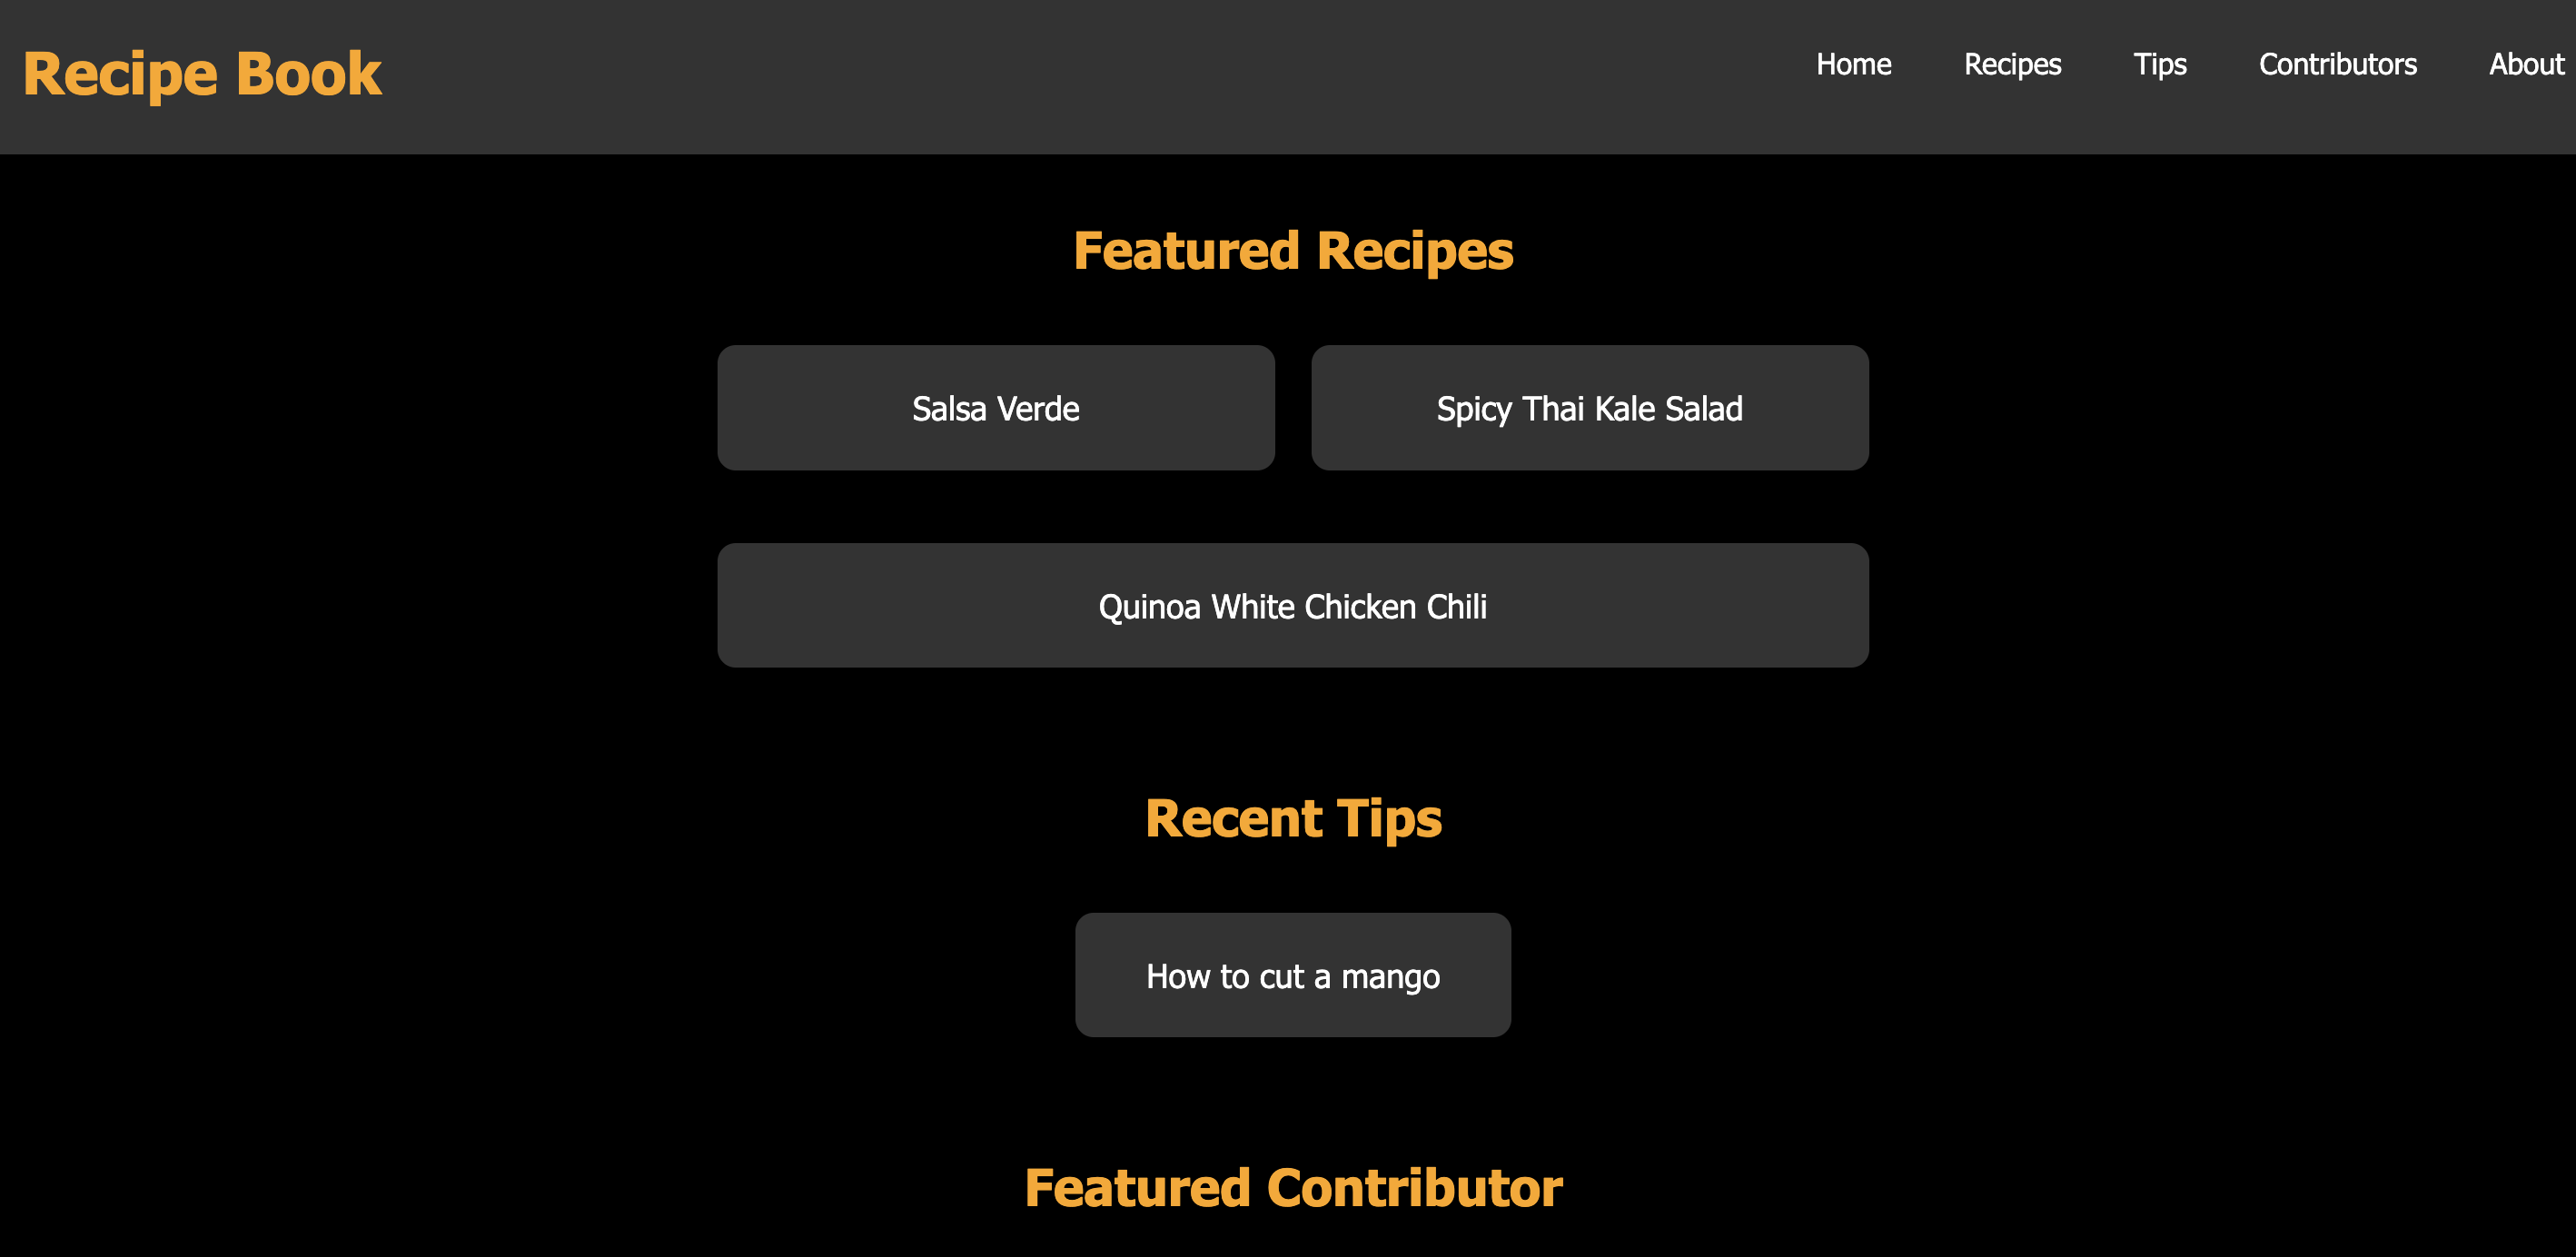 Recipe Book
Home Recipes Tips Contributors About
Featured Recipes
Salsa Verde
Spicy Thai Kale Salad
Quinoa White Chicken Chili
Recent Tips
How to cut a mango
Featured Contributor